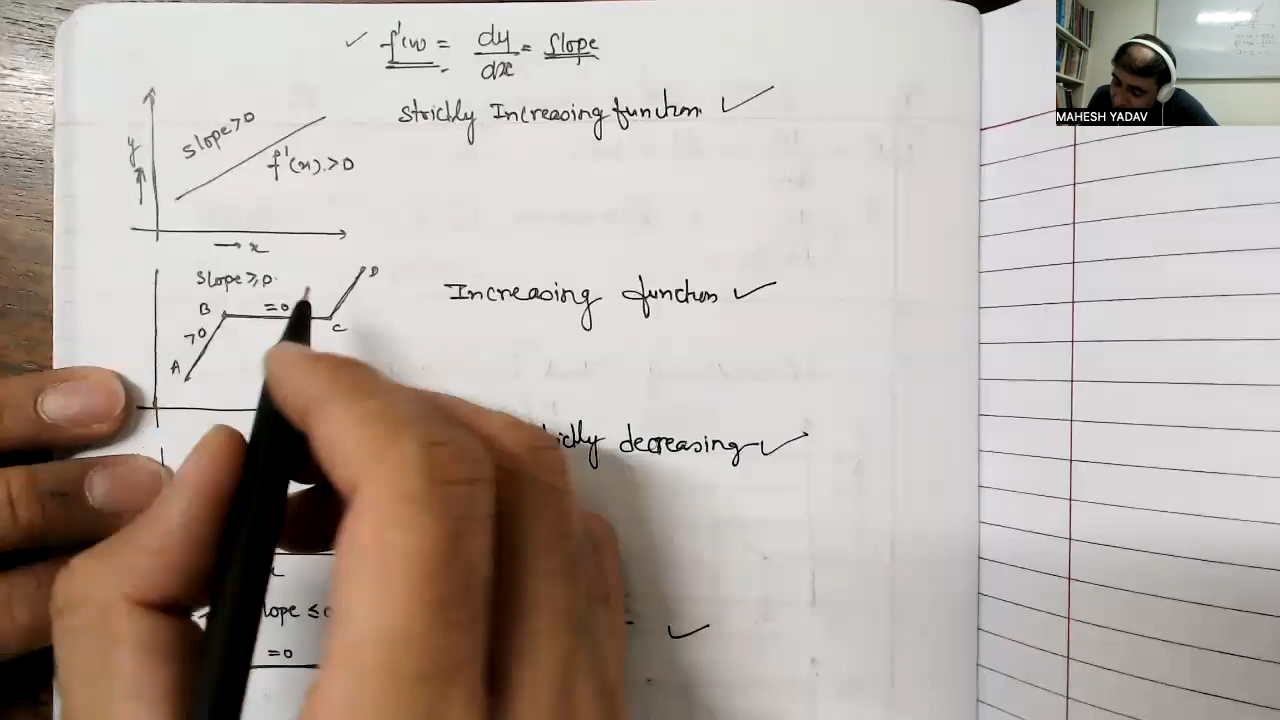 ✓ f'(x) = dy/dx = Slope
Strictly Increasing function ✓
slope>0
y
f'(x).>0
→ x
Slope≥0.
D
B
=0
C
>0
A
Increasing function ✓
decreasing ✓
x
≤
=0
✓
MAHESH YADAV